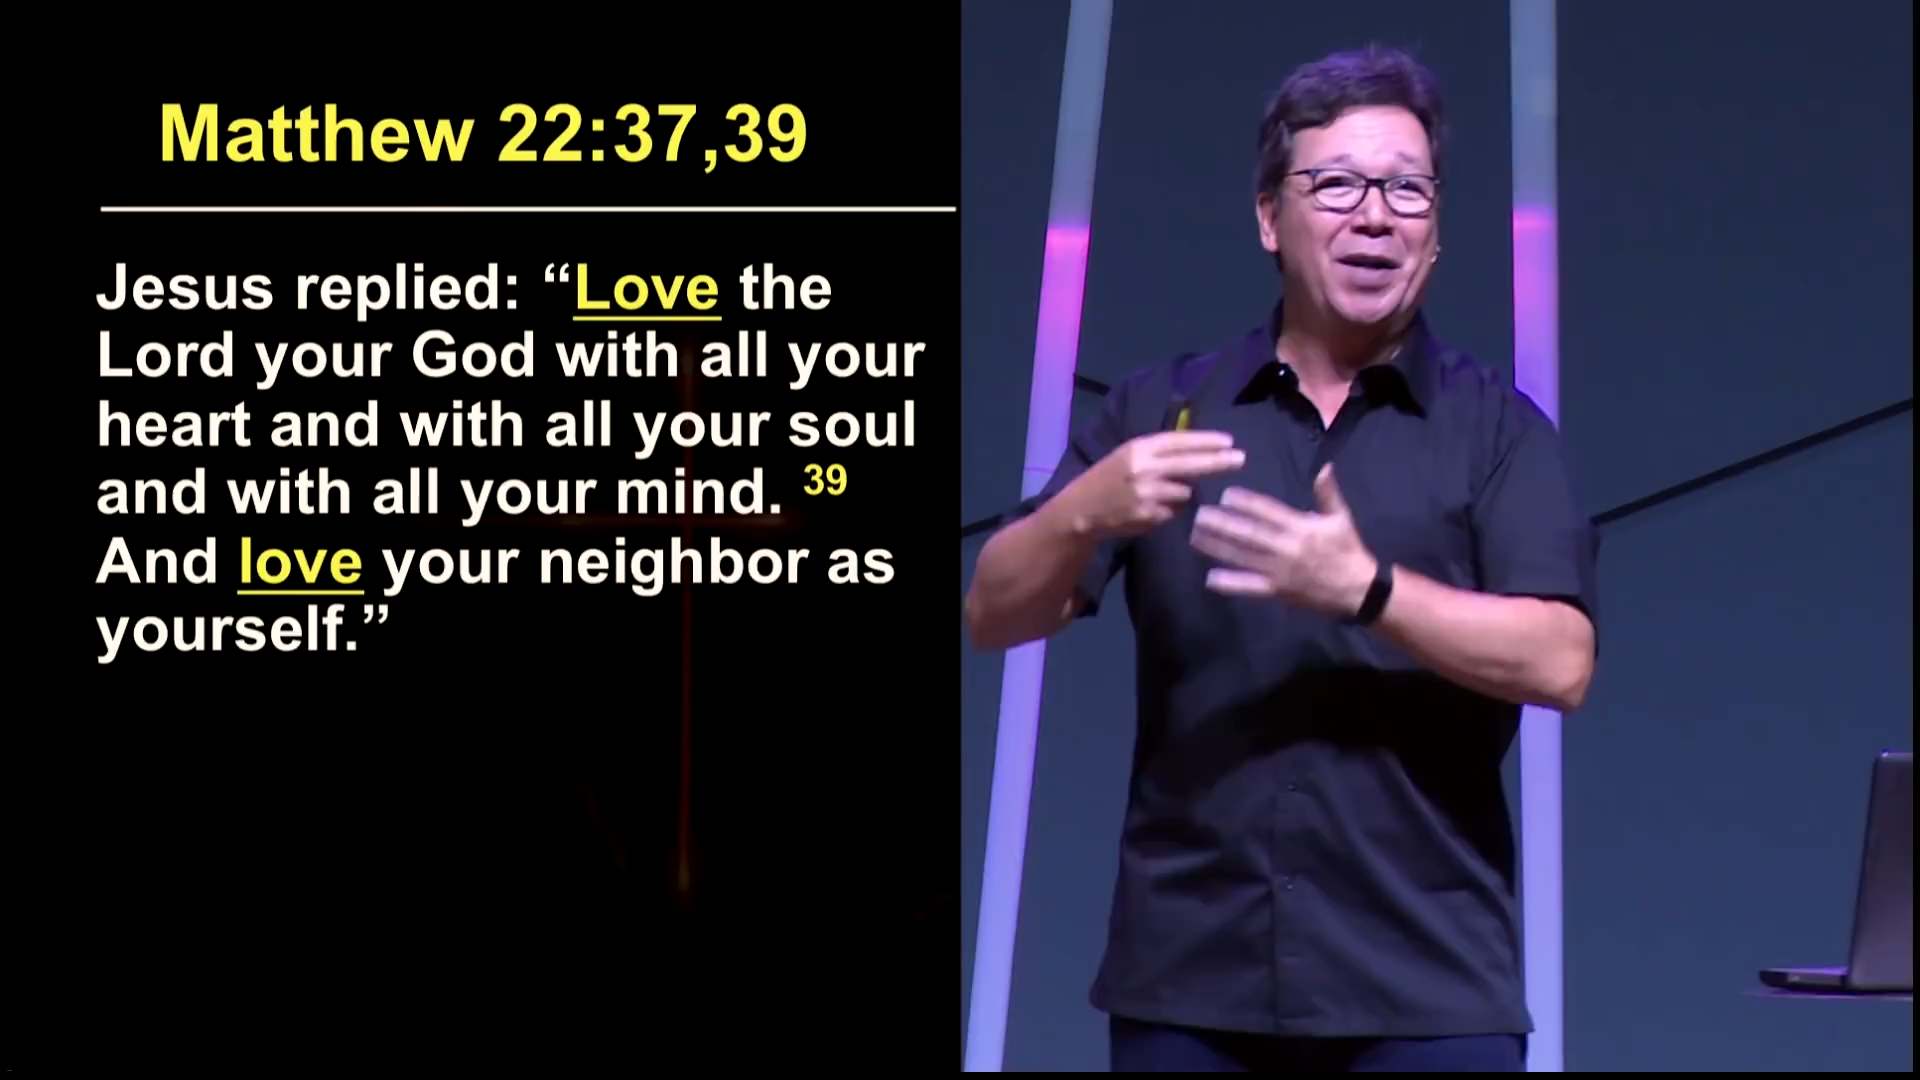 Matthew 22:37,39
Jesus replied: “Love the
Lord your God with all your
heart and with all your soul
and with all your mind. 39
And love your neighbor as
yourself.”